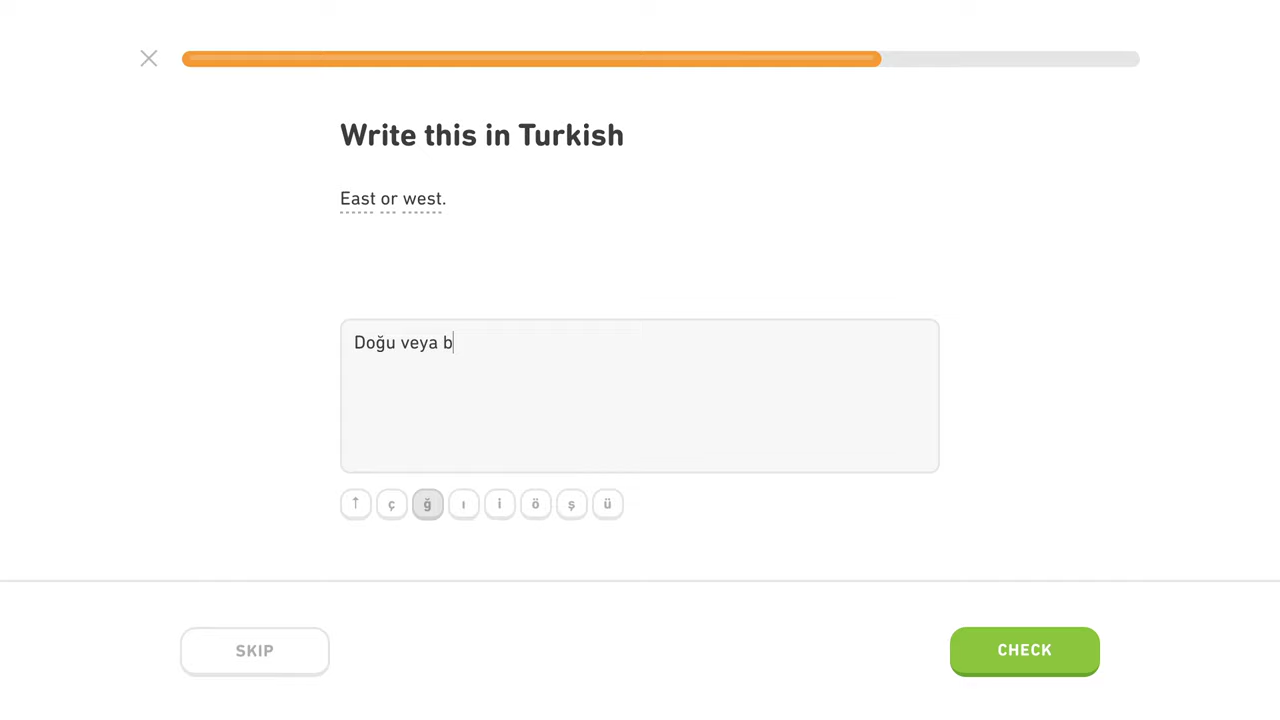 Write this in Turkish
East or west.
Doğu veya b
↑ ç ğ ı i ö ş ü
SKIP
CHECK